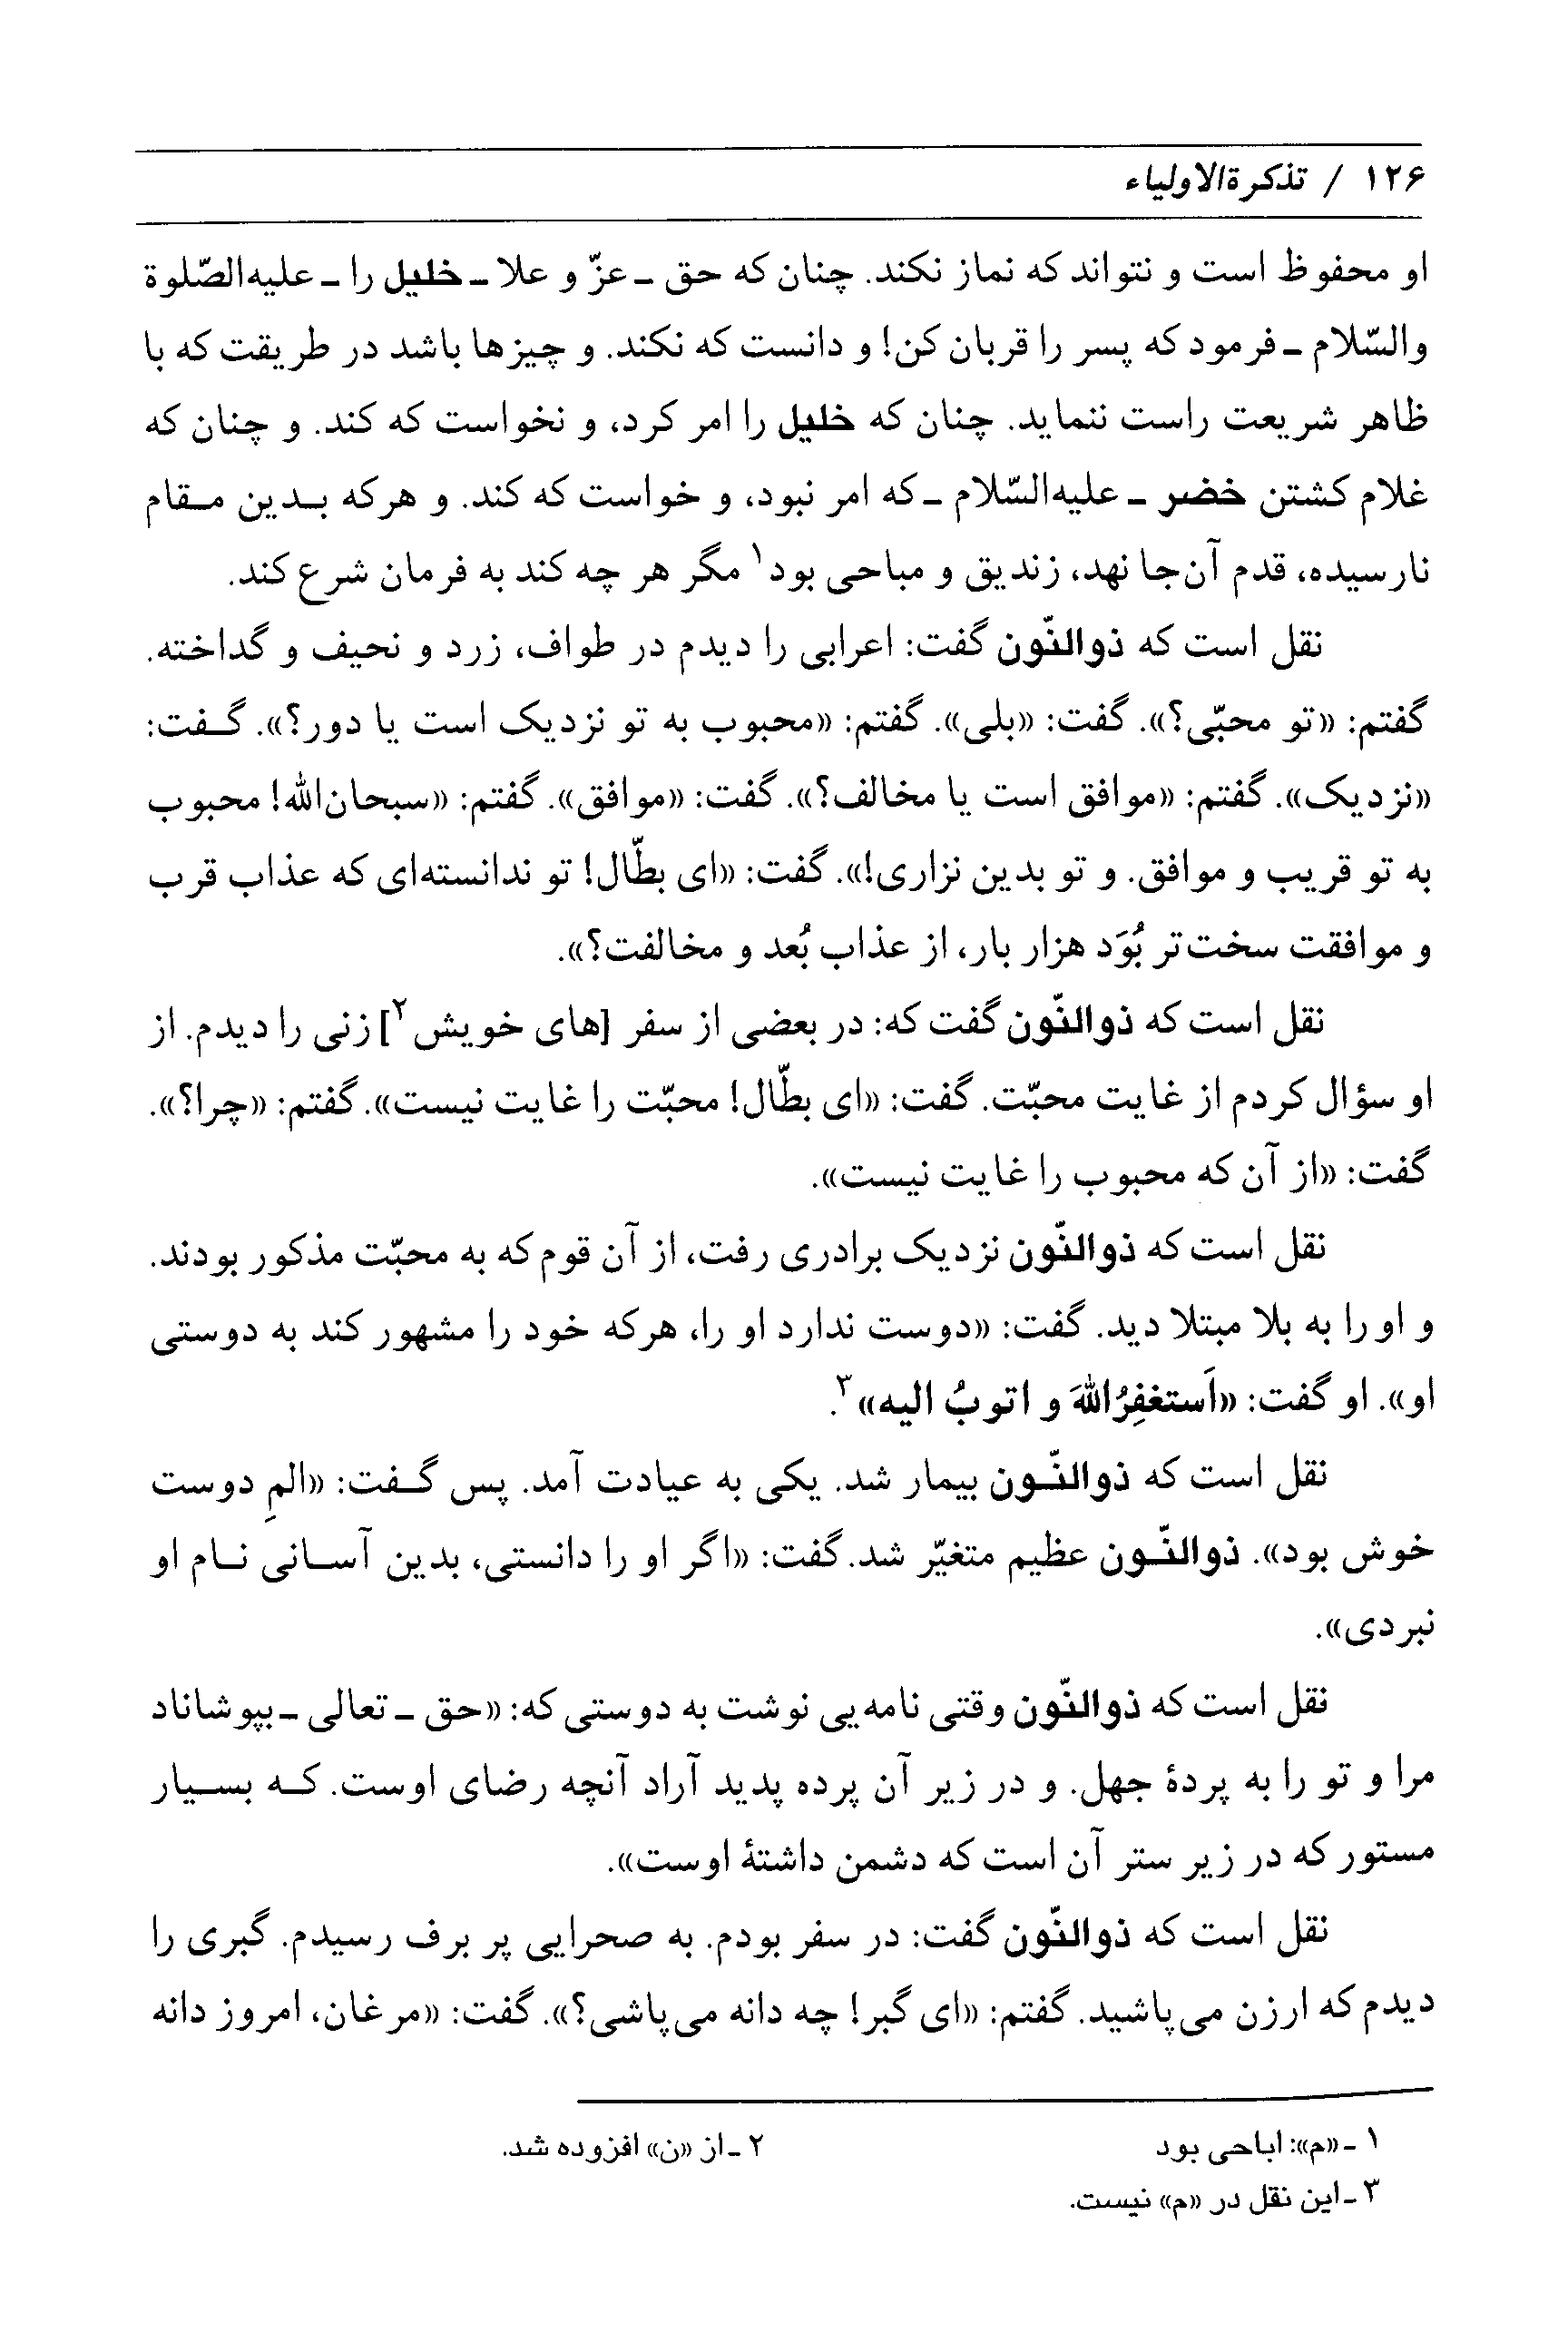 ۱۲۶ / تذکرةالاولیاء
او محفوظ است و نتواند که نماز نکند. چنان که حق ـ عزّ و علا ـ خلیل را ـ علیه‌الصّلوة
والسّلام ـ فرمود که پسر را قربان کن! و دانست که نکند. و چیزها باشد در طریقت که با
ظاهر شریعت راست ننماید. چنان که خلیل را امر کرد، و نخواست که کند. و چنان که
غلام کشتن خضر ـ علیه‌السّلام ـ که امر نبود، و خواست که کند. و هرکه بدین مقام
نارسیده، قدم آن‌جا نهد، زندیق و مباحی بود۱ مگر هر چه کند به فرمان شرع کند.
نقل است که ذوالنّون گفت: اعرابی را دیدم در طواف، زرد و نحیف و گداخته.
گفتم: «تو محبّی؟». گفت: «بلی». گفتم: «محبوب به تو نزدیک است یا دور؟». گفت:
«نزدیک». گفتم: «موافق است یا مخالف؟». گفت: «موافق». گفتم: «سبحان‌الله! محبوب
به تو قریب و موافق. و تو بدین نزاری!». گفت: «ای بطّال! تو ندانسته‌ای که عذاب قرب
و موافقت سخت‌تر بُوَد هزار بار، از عذاب بُعد و مخالفت؟».
نقل است که ذوالنّون گفت که: در بعضی از سفر [های خویش۲] زنی را دیدم. از
او سؤال کردم از غایت محبّت. گفت: «ای بطّال! محبّت را غایت نیست». گفتم: «چرا؟».
گفت: «از آن که محبوب را غایت نیست».
نقل است که ذوالنّون نزدیک برادری رفت، از آن قوم که به محبّت مذکور بودند.
و او را به بلا مبتلا دید. گفت: «دوست ندارد او را، هرکه خود را مشهور کند به دوستی
او». او گفت: «اَستغفِرُاللهَ و اتوبُ الیه»۳.
نقل است که ذوالنّون بیمار شد. یکی به عیادت آمد. پس گفت: «المِ دوست
خوش بود». ذوالنّون عظیم متغیّر شد. گفت: «اگر او را دانستی، بدین آسانی نام او
نبردی».
نقل است که ذوالنّون وقتی نامه‌یی نوشت به دوستی که: «حق ـ تعالی ـ بپوشاناد
مرا و تو را به پردهٔ جهل. و در زیر آن پرده پدید آراد آنچه رضای اوست. که بسیار
مستور که در زیر ستر آن است که دشمن داشتهٔ اوست».
نقل است که ذوالنّون گفت: در سفر بودم. به صحرایی پر برف رسیدم. گبری را
دیدم که ارزن می‌پاشید. گفتم: «ای گبر! چه دانه می‌پاشی؟». گفت: «مرغان، امروز دانه
۱ ـ «م»: اباحی بود
۲ ـ از «ن» افزوده شد.
۳ ـ این نقل در «م» نیست.